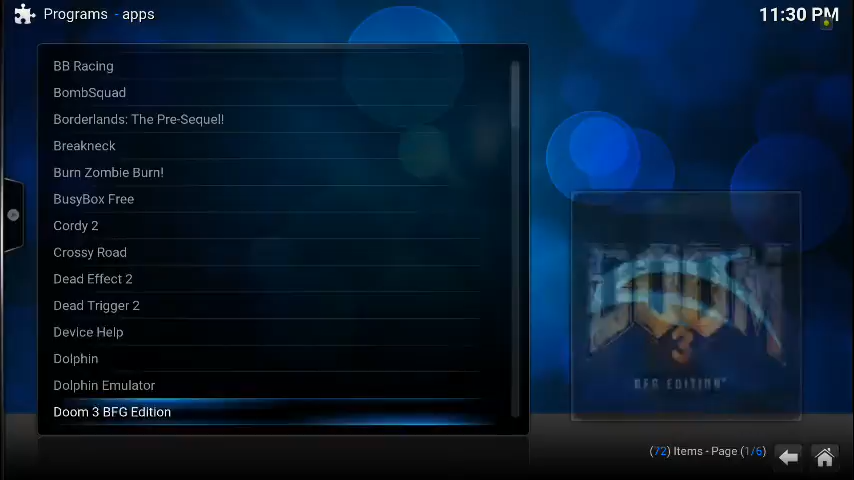 Programs - apps
11:30 PM
BB Racing
BombSquad
Borderlands: The Pre-Sequel!
Breakneck
Burn Zombie Burn!
BusyBox Free
Cordy 2
Crossy Road
Dead Effect 2
Dead Trigger 2
Device Help
Dolphin
Dolphin Emulator
Doom 3 BFG Edition
DOOM
3
BFG EDITION
(72) Items - Page (1/6)